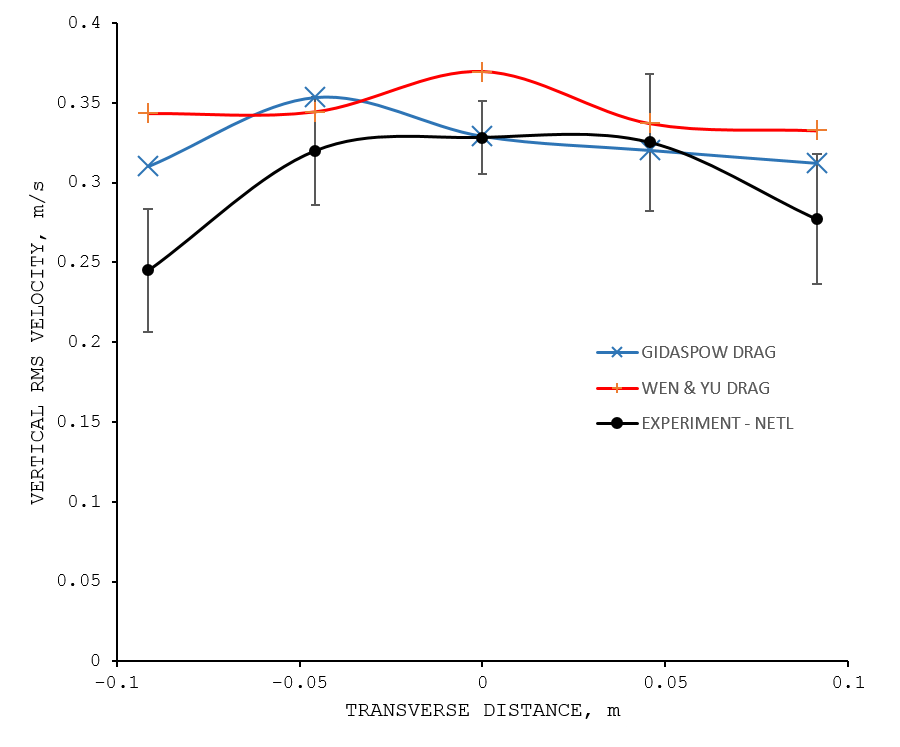 0.4
0.35
0.3
0.25
0.2
0.15
0.1
0.05
0
VERTICAL RMS VELOCITY, m/s
GIDASPOW DRAG
WEN & YU DRAG
EXPERIMENT - NETL
-0.1 -0.05 0 0.05 0.1
TRANSVERSE DISTANCE, m